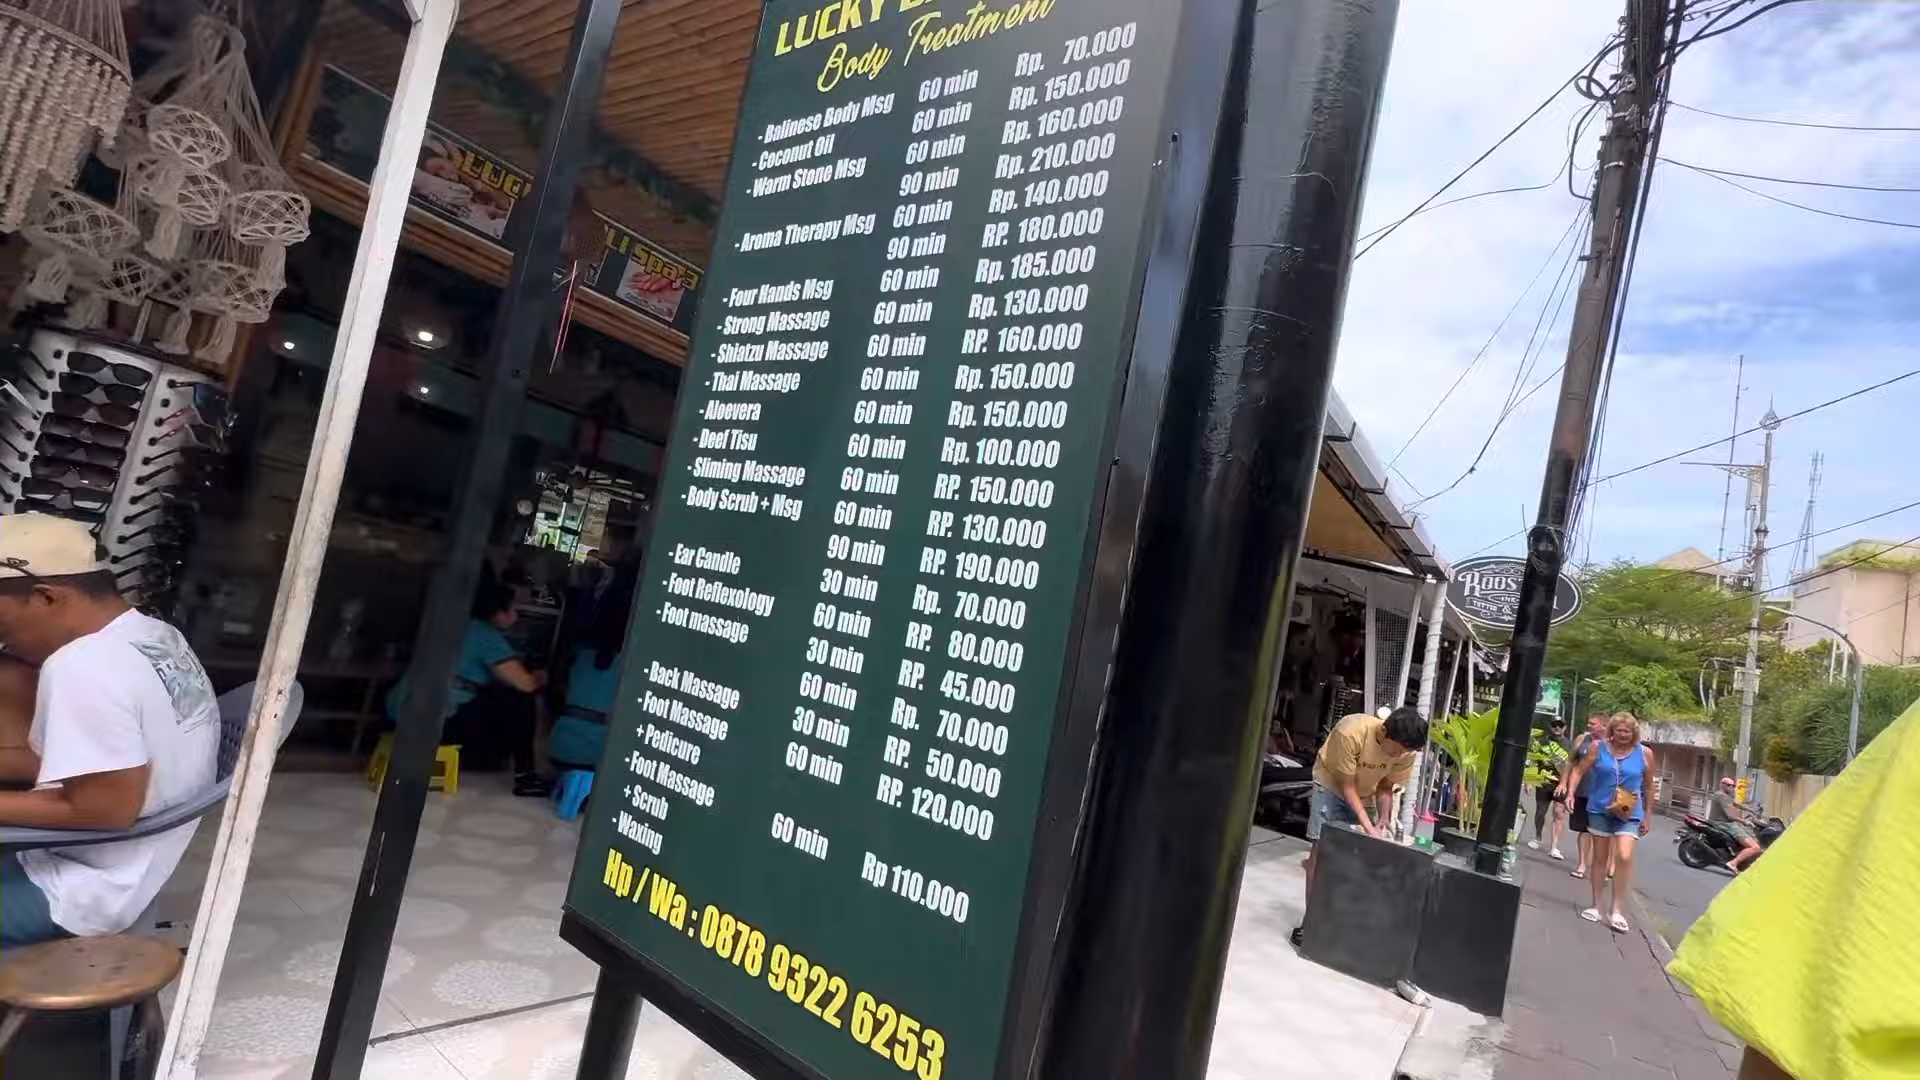 LUCKY
Body Treatment
- Balinese Body Msg 60 min Rp. 70.000
- Coconut Oil 60 min Rp. 150.000
- Warm Stone Msg 60 min Rp. 160.000
90 min Rp. 210.000
- Aroma Therapy Msg 60 min Rp. 140.000
90 min RP. 180.000
- Four Hands Msg 60 min Rp. 185.000
- Strong Massage 60 min Rp. 130.000
- Shiatzu Massage 60 min RP. 160.000
- Thai Massage 60 min Rp. 150.000
- Aloevera 60 min Rp. 150.000
- Deef Tisu 60 min Rp. 100.000
- Sliming Massage 60 min RP. 150.000
- Body Scrub + Msg 60 min RP. 130.000
90 min RP. 190.000
- Ear Candle 30 min Rp. 70.000
- Foot Reflexology 60 min RP. 80.000
- Foot massage 30 min RP. 45.000
60 min Rp. 70.000
- Back Massage 30 min RP. 50.000
- Foot Massage 60 min RP. 120.000
+ Pedicure
- Foot Massage 60 min Rp 110.000
+ Scrub
- Waxing
Hp / Wa : 0878 9322 6253
LI Spa 3